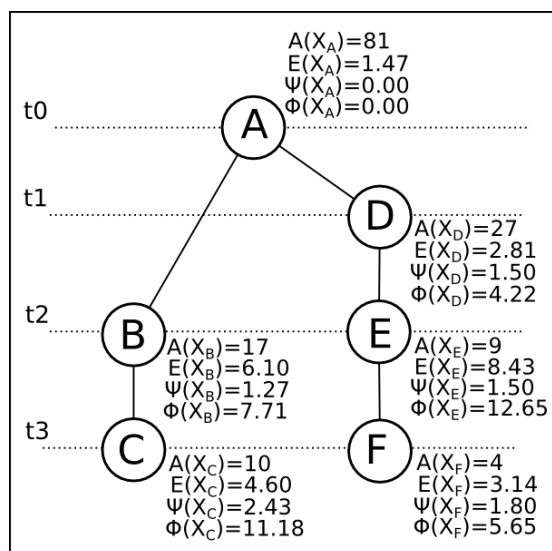 A(X_A)=81
E(X_A)=1.47
Ψ(X_A)=0.00
Φ(X_A)=0.00
t0
A
t1
D
A(X_D)=27
E(X_D)=2.81
Ψ(X_D)=1.50
Φ(X_D)=4.22
t2
B
A(X_B)=17
E(X_B)=6.10
Ψ(X_B)=1.27
Φ(X_B)=7.71
E
A(X_E)=9
E(X_E)=8.43
Ψ(X_E)=1.50
Φ(X_E)=12.65
t3
C
A(X_C)=10
E(X_C)=4.60
Ψ(X_C)=2.43
Φ(X_C)=11.18
F
A(X_F)=4
E(X_F)=3.14
Ψ(X_F)=1.80
Φ(X_F)=5.65